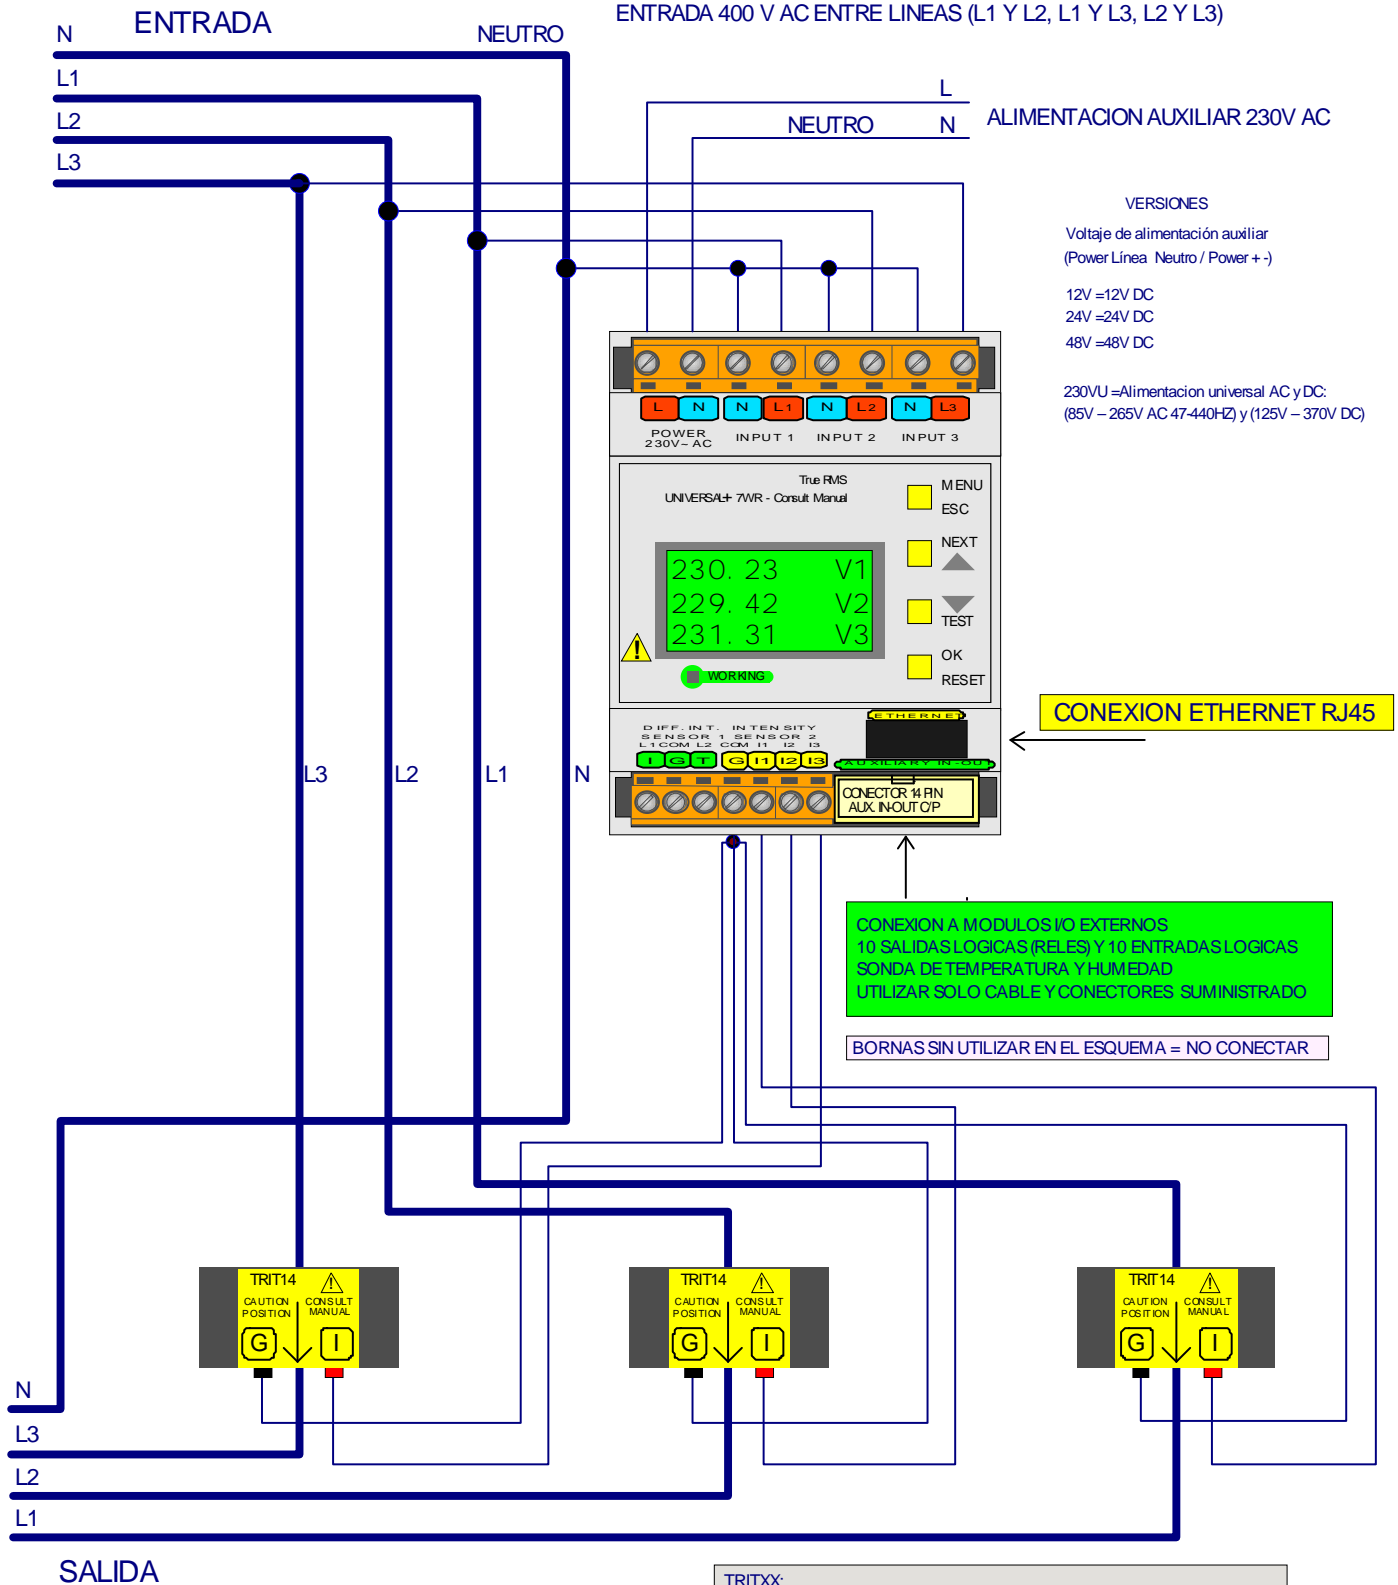 ENTRADA 400 V AC ENTRE LINEAS (L1 Y L2, L1 Y L3, L2 Y L3)
ENTRADA
N
NEUTRO
L1
L2
L3
L
NEUTRO N
ALIMENTACION AUXILIAR 230V AC
VERSIONES
Voltaje de alimentación auxiliar
(Power Línea Neutro / Power + -)
12V =12V DC
24V =24V DC
48V =48V DC
230VU =Alimentacion universal AC y DC:
(85V – 265V AC 47-440HZ) y (125V – 370V DC)
L N N L1 N L2 N L3
POWER
230V~ AC
INPUT 1 INPUT 2 INPUT 3
True RMS
UNIVERSAL+ 7WR - Consult Manual
MENU
ESC
NEXT
TEST
OK
RESET
230. 23 V1
229. 42 V2
231. 31 V3
!
WORKING
DIFF. INT. INTENSITY
SENSOR 1 SENSOR 2
L1 COM L2 COM I1 I2 I3
I G T G I1 I2 I3
ETHERNET
AUXILIARY IN-OUT
CONECTOR 14 PIN
AUX. IN-OUT C/P
CONEXION ETHERNET RJ45
L3 L2 L1 N
CONEXION A MODULOS I/O EXTERNOS
10 SALIDAS LOGICAS (RELES) Y 10 ENTRADAS LOGICAS
SONDA DE TEMPERATURA Y HUMEDAD
UTILIZAR SOLO CABLE Y CONECTORES SUMINISTRADO
BORNAS SIN UTILIZAR EN EL ESQUEMA = NO CONECTAR
TRIT14 !
CAUTION POSITION
CONSULT MANUAL
G I
TRIT14 !
CAUTION POSITION
CONSULT MANUAL
G I
TRIT14 !
CAUTION POSITION
CONSULT MANUAL
G I
N
L3
L2
L1
SALIDA
TRITXX: